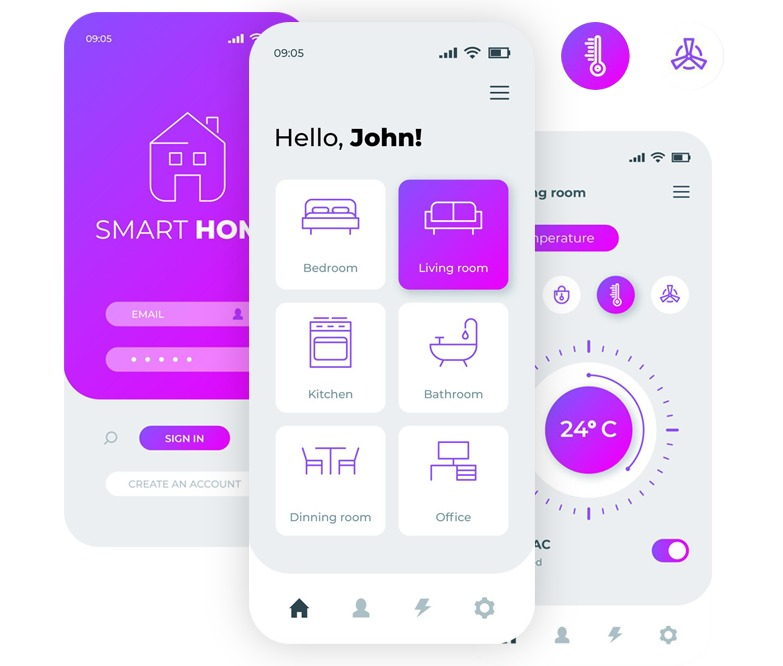 09:05
SMART HOM
EMAIL
SIGN IN
CREATE AN ACCOUNT
09:05
Hello, John!
Bedroom
Living room
Kitchen
Bathroom
Dinning room
Office
room
24° C
AC